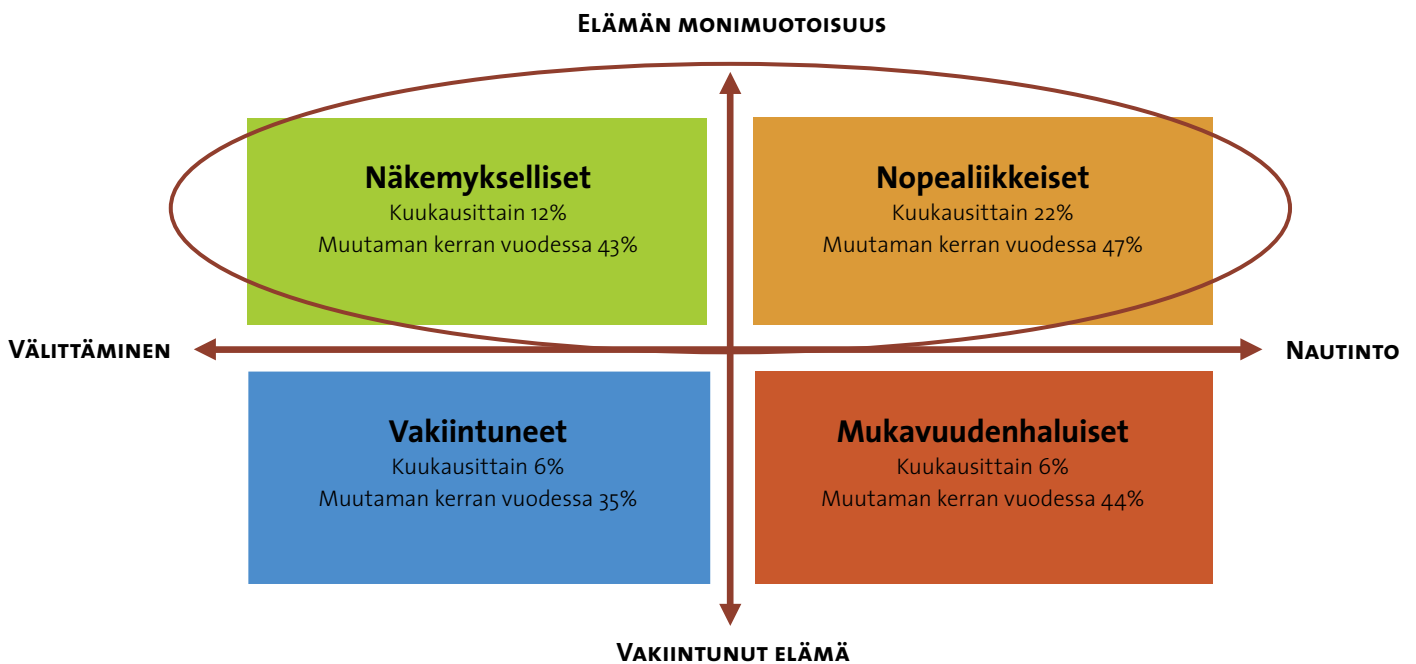 ELÄMÄN MONIMUOTOISUUS
Näkemykselliset
Kuukausittain 12%
Muutaman kerran vuodessa 43%
Nopealiikkeiset
Kuukausittain 22%
Muutaman kerran vuodessa 47%
VÄLITTÄMINEN
NAUTINTO
Vakiintuneet
Kuukausittain 6%
Muutaman kerran vuodessa 35%
Mukavuudenhaluiset
Kuukausittain 6%
Muutaman kerran vuodessa 44%
VAKIINTUNUT ELÄMÄ